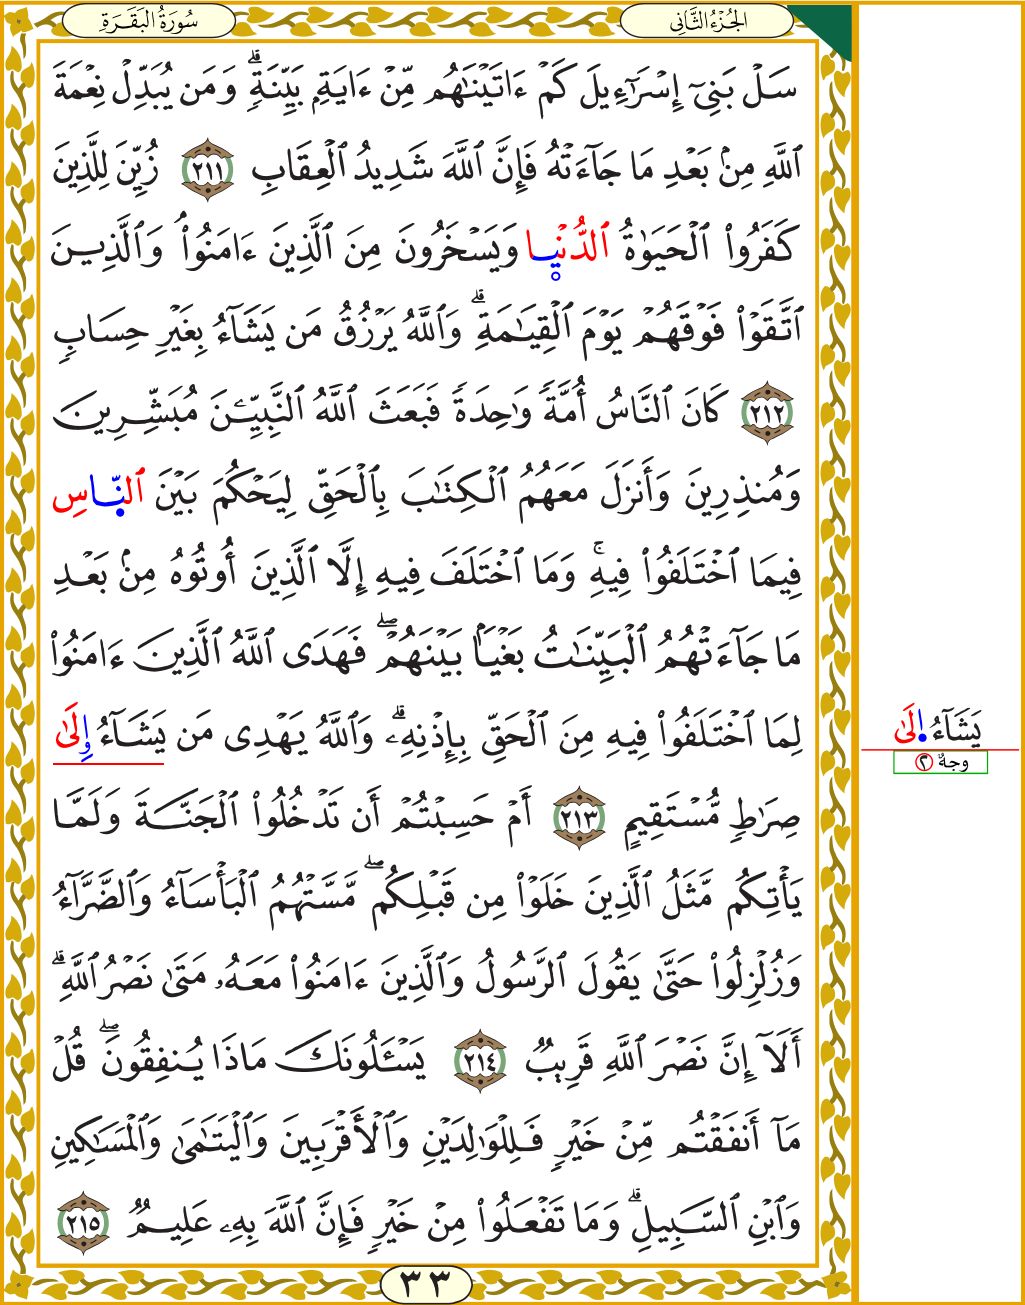 سُورَةُ البَقَـرَةِ
الجُزْءُ الثَّانِى
سَلْ بَنِىٓ إِسْرَٰٓءِيلَ كَمْ ءَاتَيْنَـٰهُم مِّنْ ءَايَةٍۭ بَيِّنَةٍۗ وَمَن يُبَدِّلْ نِعْمَةَ
ٱللَّهِ مِنۢ بَعْدِ مَا جَآءَتْهُ فَإِنَّ ٱللَّهَ شَدِيدُ ٱلْعِقَابِ ٢١١ زُيِّنَ لِلَّذِينَ
كَفَرُوا۟ ٱلْحَيَوٰةُ ٱلدُّنْيَا وَيَسْخَرُونَ مِنَ ٱلَّذِينَ ءَامَنُوا۟ۘ وَٱلَّذِينَ
ٱتَّقَوْا۟ فَوْقَهُمْ يَوْمَ ٱلْقِيَـٰمَةِۗ وَٱللَّهُ يَرْزُقُ مَن يَشَآءُ بِغَيْرِ حِسَابٍ
٢١٢ كَانَ ٱلنَّاسُ أُمَّةً وَٰحِدَةً فَبَعَثَ ٱللَّهُ ٱلنَّبِيِّـۧنَ مُبَشِّرِينَ
وَمُنذِرِينَ وَأَنزَلَ مَعَهُمُ ٱلْكِتَـٰبَ بِٱلْحَقِّ لِيَحْكُمَ بَيْنَ ٱلنَّاسِ
فِيمَا ٱخْتَلَفُوا۟ فِيهِۚ وَمَا ٱخْتَلَفَ فِيهِ إِلَّا ٱلَّذِينَ أُوتُوهُ مِنۢ بَعْدِ
مَا جَآءَتْهُمُ ٱلْبَيِّنَـٰتُ بَغْيَۢا بَيْنَهُمْۖ فَهَدَى ٱللَّهُ ٱلَّذِينَ ءَامَنُوا۟
لِمَا ٱخْتَلَفُوا۟ فِيهِ مِنَ ٱلْحَقِّ بِإِذْنِهِۦۗ وَٱللَّهُ يَهْدِى مَن يَشَآءُ وِلَىٰ
صِرَٰطٍ مُّسْتَقِيمٍ ٢١٣ أَمْ حَسِبْتُمْ أَن تَدْخُلُوا۟ ٱلْجَنَّةَ وَلَمَّا
يَأْتِكُم مَّثَلُ ٱلَّذِينَ خَلَوْا۟ مِن قَبْلِكُمۖ مَّسَّتْهُمُ ٱلْبَأْسَآءُ وَٱلضَّرَّآءُ
وَزُلْزِلُوا۟ حَتَّىٰ يَقُولَ ٱلرَّسُولُ وَٱلَّذِينَ ءَامَنُوا۟ مَعَهُۥ مَتَىٰ نَصْرُ ٱللَّهِۗ
أَلَآ إِنَّ نَصْرَ ٱللَّهِ قَرِيبٌ ٢١٤ يَسْـَٔلُونَكَ مَاذَا يُنفِقُونَۖ قُلْ
مَآ أَنفَقْتُم مِّنْ خَيْرٍ فَلِلْوَٰلِدَيْنِ وَٱلْأَقْرَبِينَ وَٱلْيَتَـٰمَىٰ وَٱلْمَسَـٰكِينِ
وَٱبْنِ ٱلسَّبِيلِۗ وَمَا تَفْعَلُوا۟ مِنْ خَيْرٍ فَإِنَّ ٱللَّهَ بِهِۦ عَلِيمٌ ٢١٥
يَشَآءُ اِ۬لَىٰ
وجهٌ ٢
٣٣